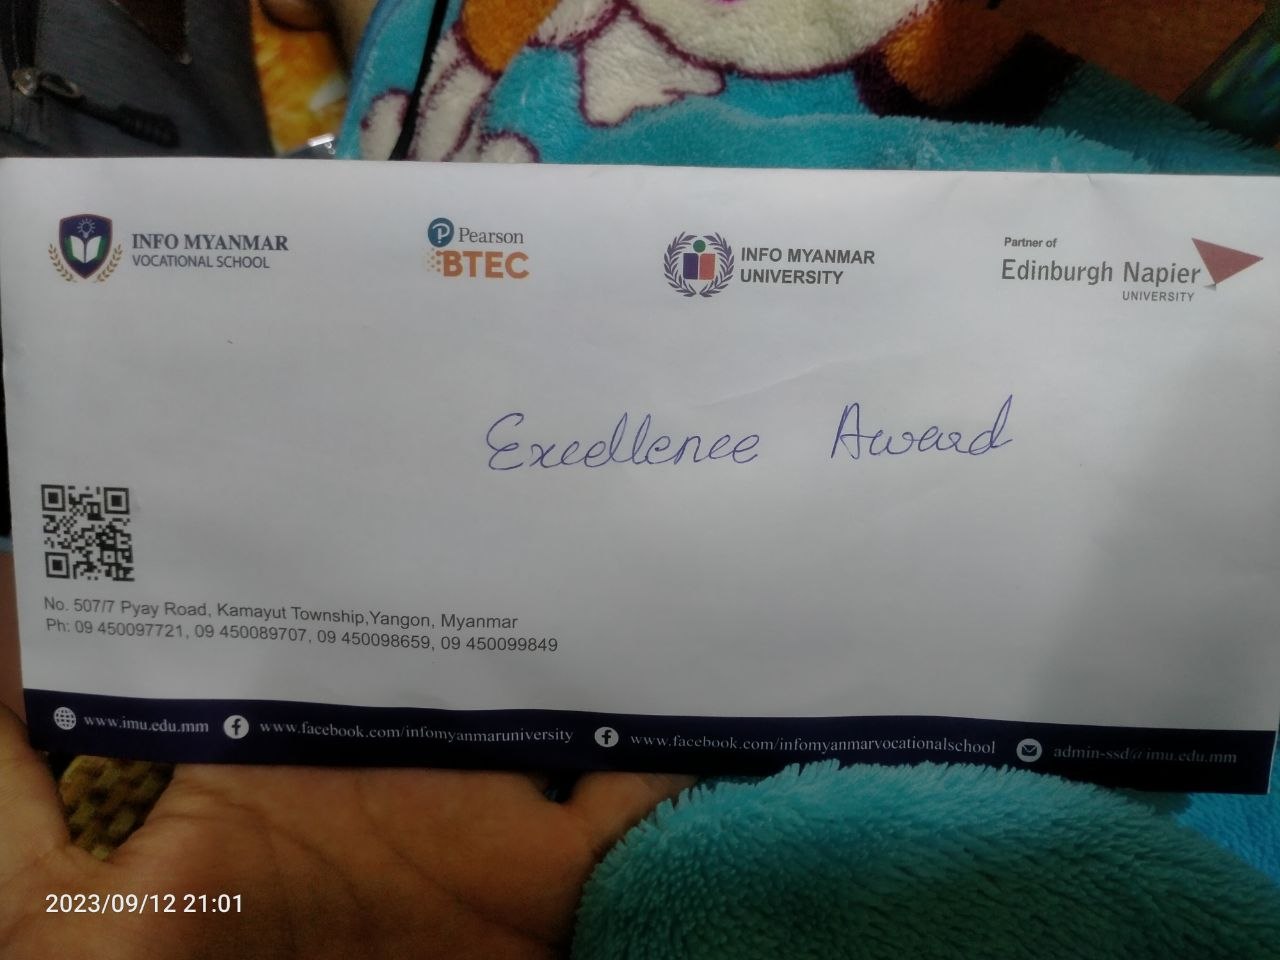 INFO MYANMAR
VOCATIONAL SCHOOL
Pearson
BTEC
INFO MYANMAR
UNIVERSITY
Partner of
Edinburgh Napier
UNIVERSITY
Excellence Award
No. 507/7 Pyay Road, Kamayut Township,Yangon, Myanmar
Ph: 09 450097721, 09 450089707, 09 450098659, 09 450099849
www.imu.edu.mm www.facebook.com/infomyanmaruniversity www.facebook.com/infomyanmarvocationalschool admin-ssd@imu.edu.mm
2023/09/12 21:01